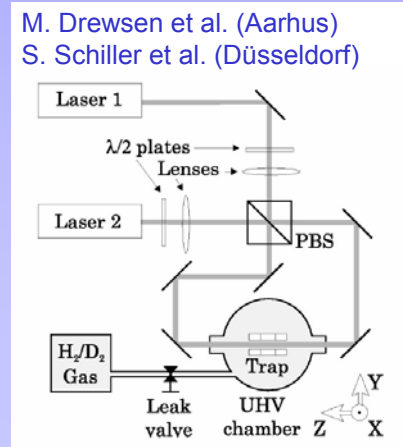 M. Drewsen et al. (Aarhus)
S. Schiller et al. (Düsseldorf)
Laser 1
λ/2 plates
Lenses
Laser 2
PBS
H₂/D₂
Gas
Trap
Leak
valve
UHV
chamber
Y
Z
X